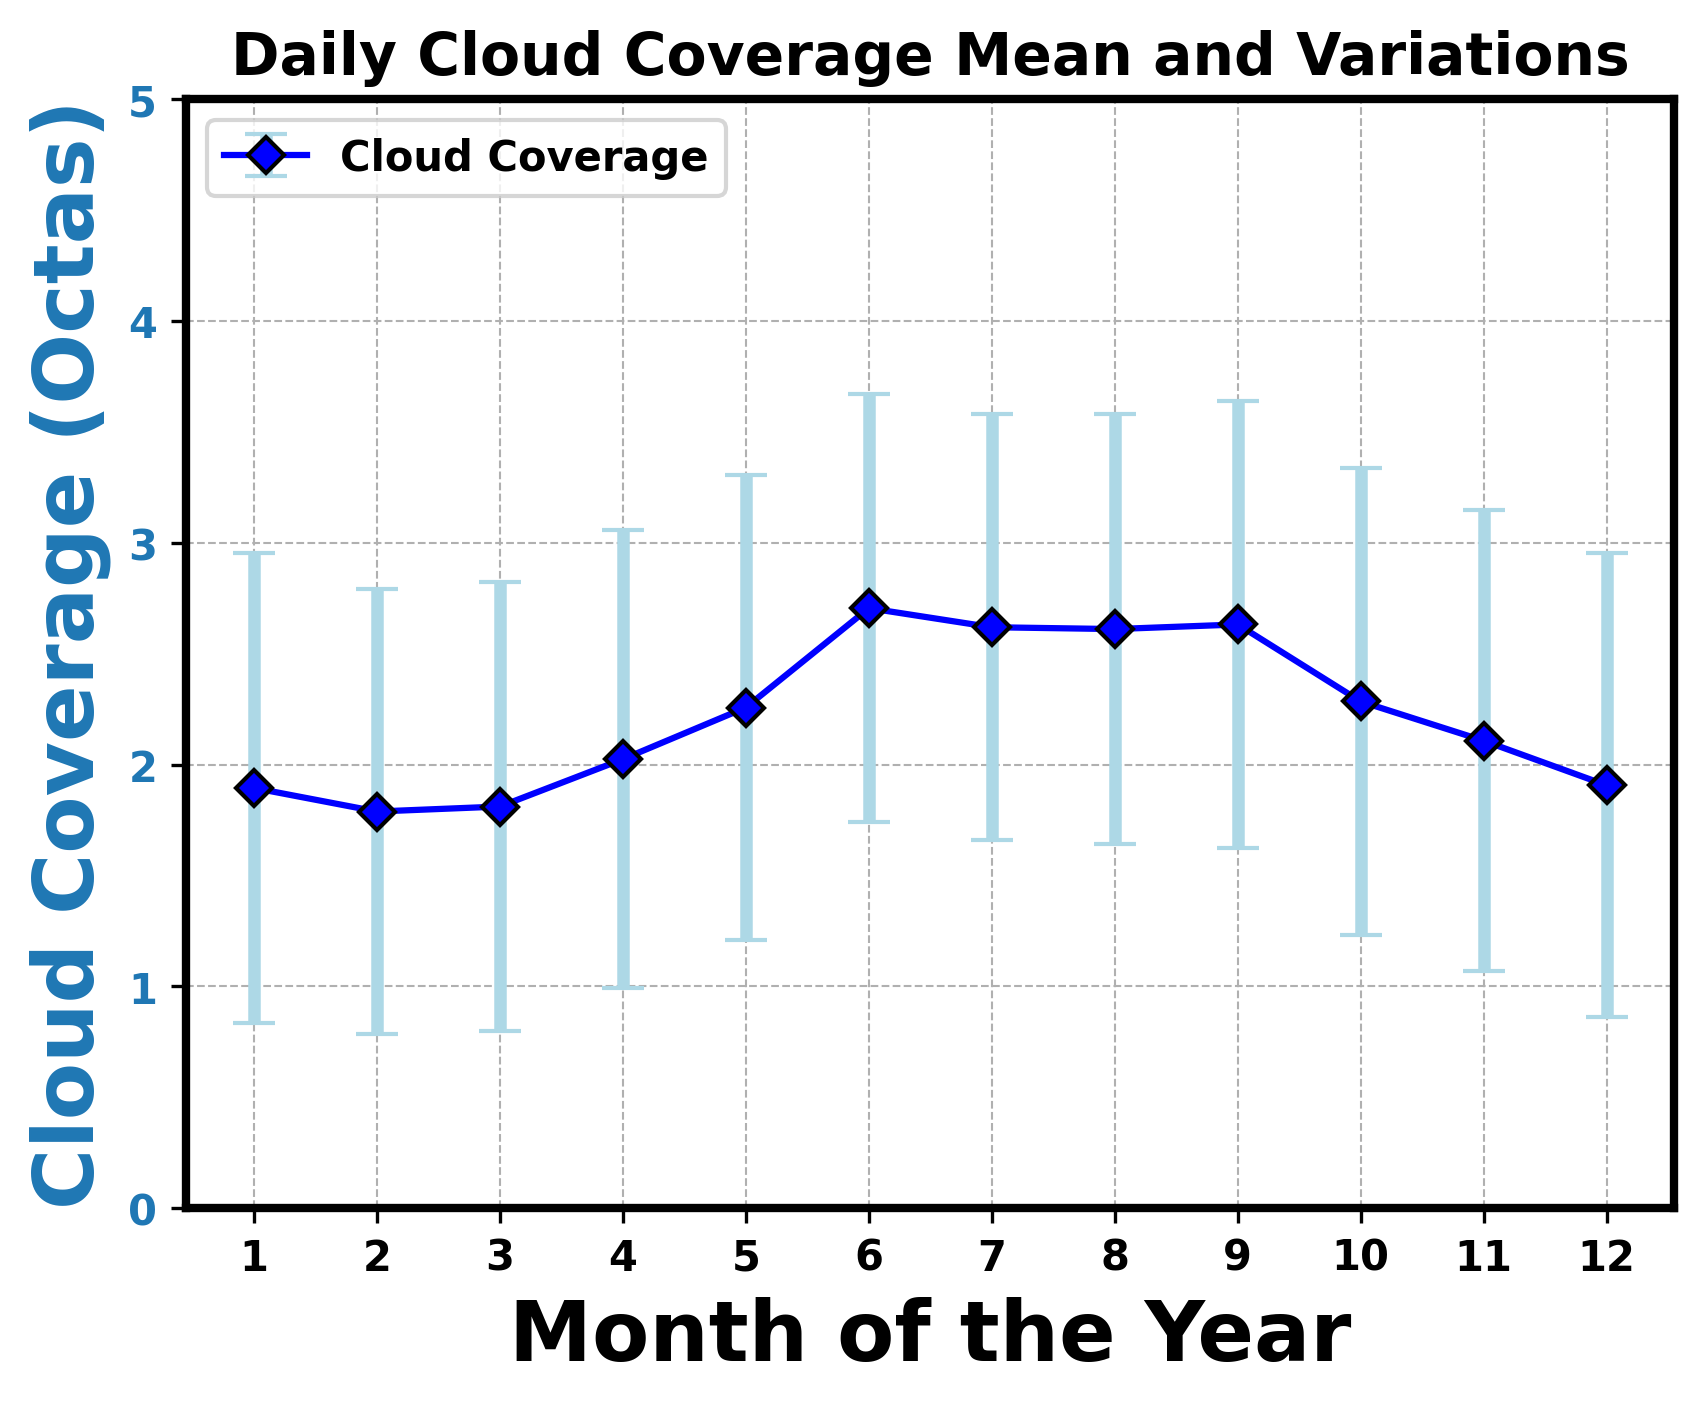 Daily Cloud Coverage Mean and Variations
Cloud Coverage
Cloud Coverage (Octas)
5
4
3
2
1
0
1 2 3 4 5 6 7 8 9 10 11 12
Month of the Year